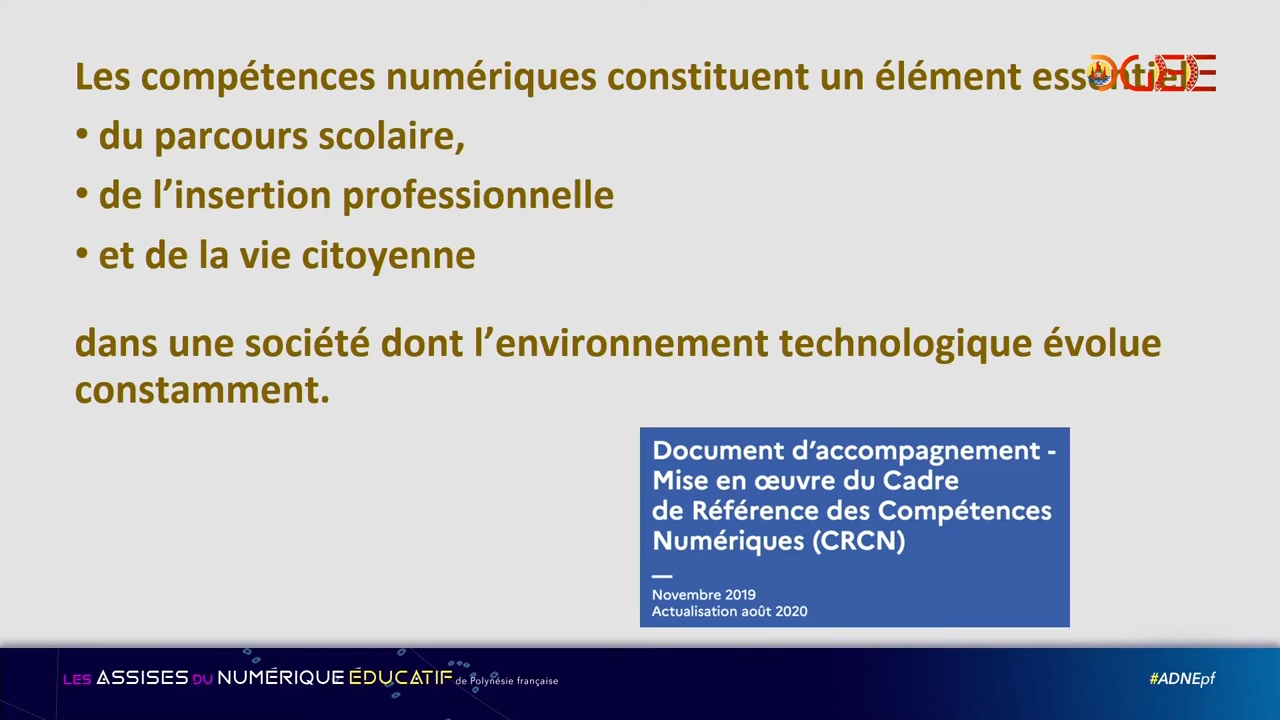 Les compétences numériques constituent un élément essentiel
DGEE
• du parcours scolaire,
• de l’insertion professionnelle
• et de la vie citoyenne
dans une société dont l’environnement technologique évolue
constamment.
Document d’accompagnement -
Mise en œuvre du Cadre
de Référence des Compétences
Numériques (CRCN)
Novembre 2019
Actualisation août 2020
LES ASSISES DU NUMÉRIQUE ÉDUCATIF de Polynésie française
#ADNEpf